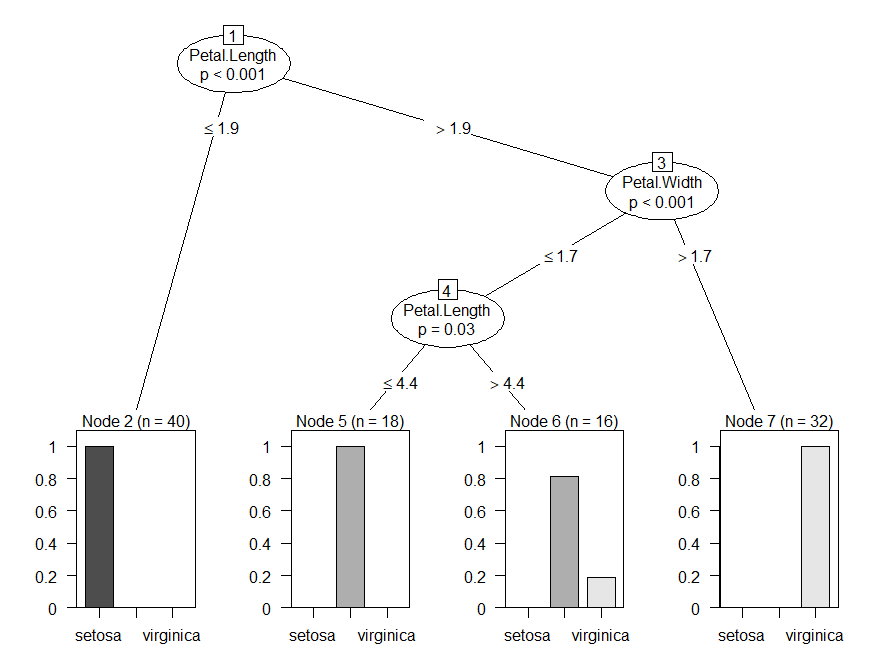 1
Petal.Length
p < 0.001
≤ 1.9
> 1.9
3
Petal.Width
p < 0.001
≤ 1.7
> 1.7
4
Petal.Length
p = 0.03
≤ 4.4
> 4.4
Node 2 (n = 40)
1
0.8
0.6
0.4
0.2
0
setosa
virginica
Node 5 (n = 18)
1
0.8
0.6
0.4
0.2
0
setosa
virginica
Node 6 (n = 16)
1
0.8
0.6
0.4
0.2
0
setosa
virginica
Node 7 (n = 32)
1
0.8
0.6
0.4
0.2
0
setosa
virginica